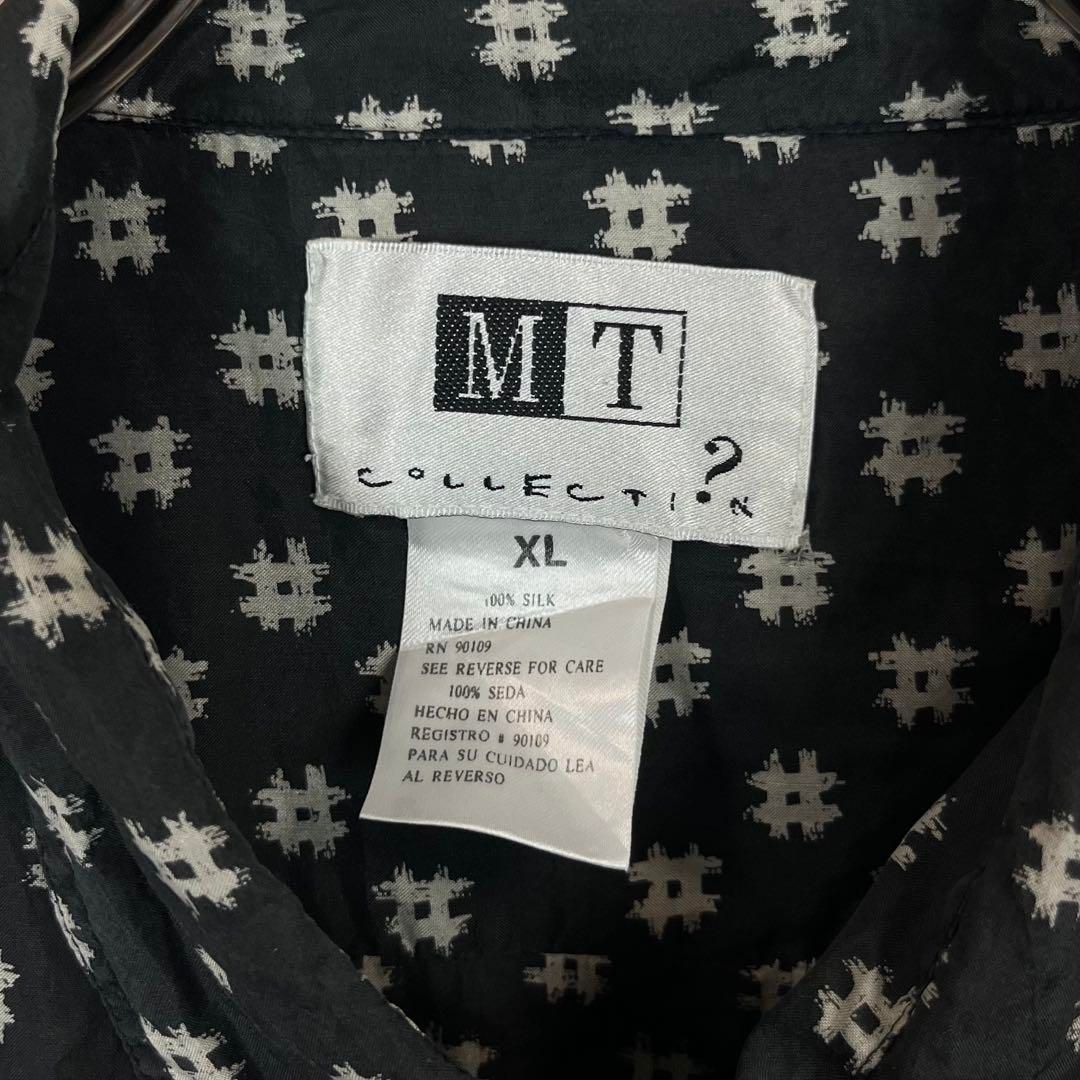 MT
COLLECTI?N
XL
100% SILK
MADE IN CHINA
RN 90109
SEE REVERSE FOR CARE
100% SEDA
HECHO EN CHINA
REGISTRO # 90109
PARA SU CUIDADO LEA
AL REVERSO